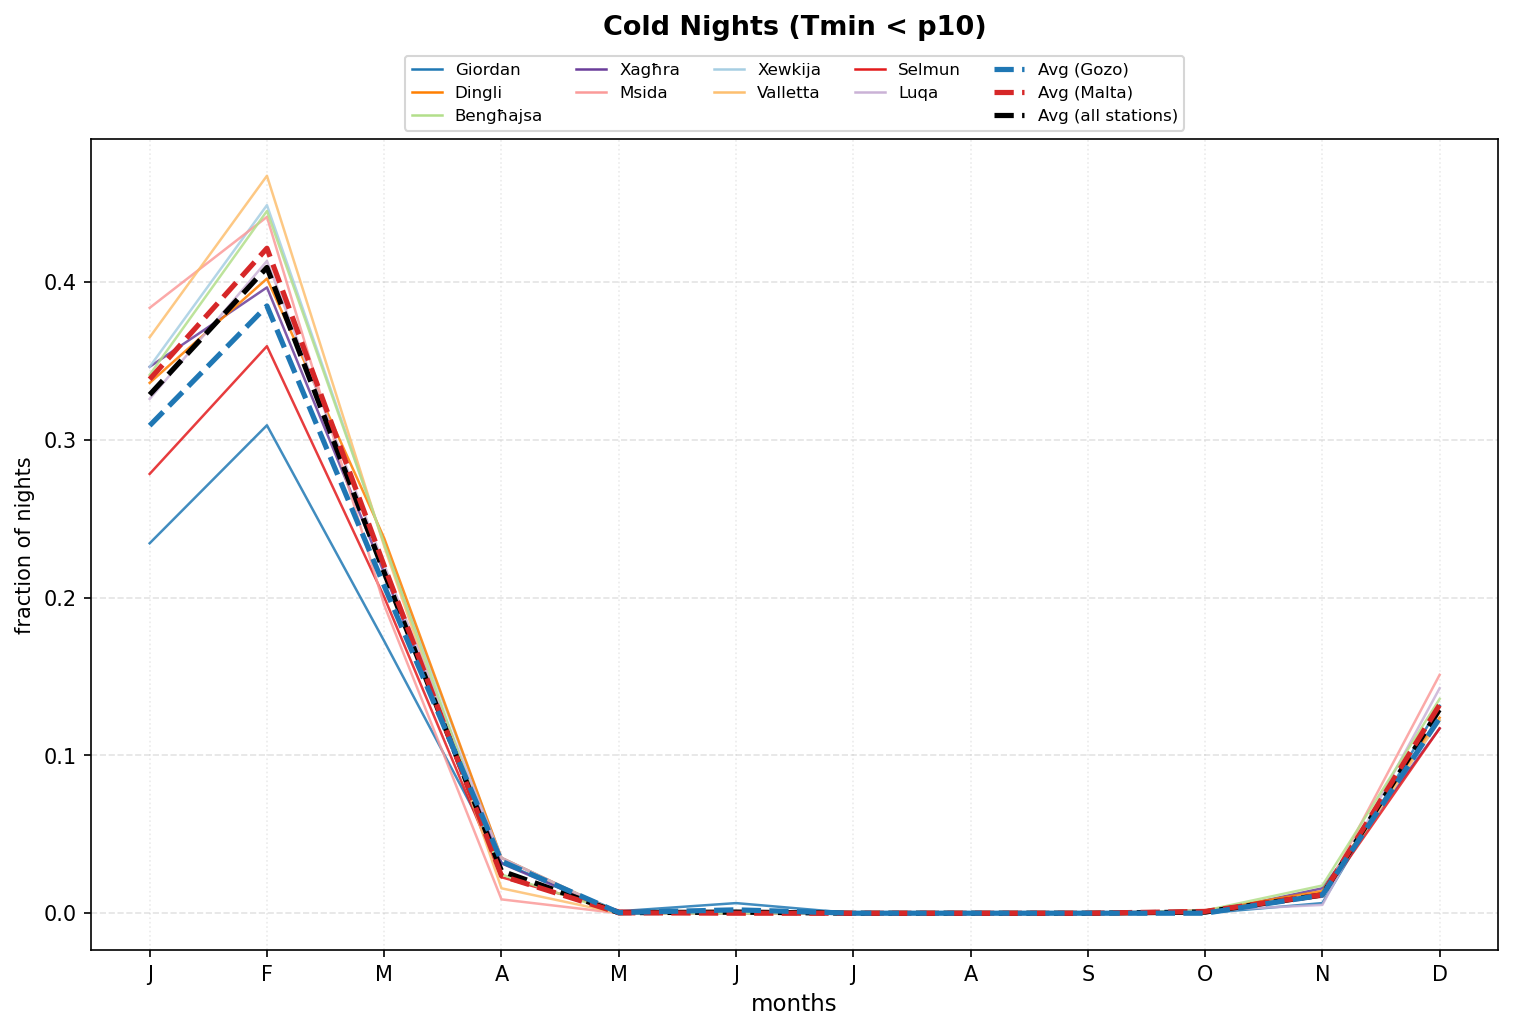 Cold Nights (Tmin < p10)
Giordan
Dingli
Bengħajsa
Xagħra
Msida
Xewkija
Valletta
Selmun
Luqa
Avg (Gozo)
Avg (Malta)
Avg (all stations)
fraction of nights
0.4
0.3
0.2
0.1
0.0
J F M A M J J A S O N D
months